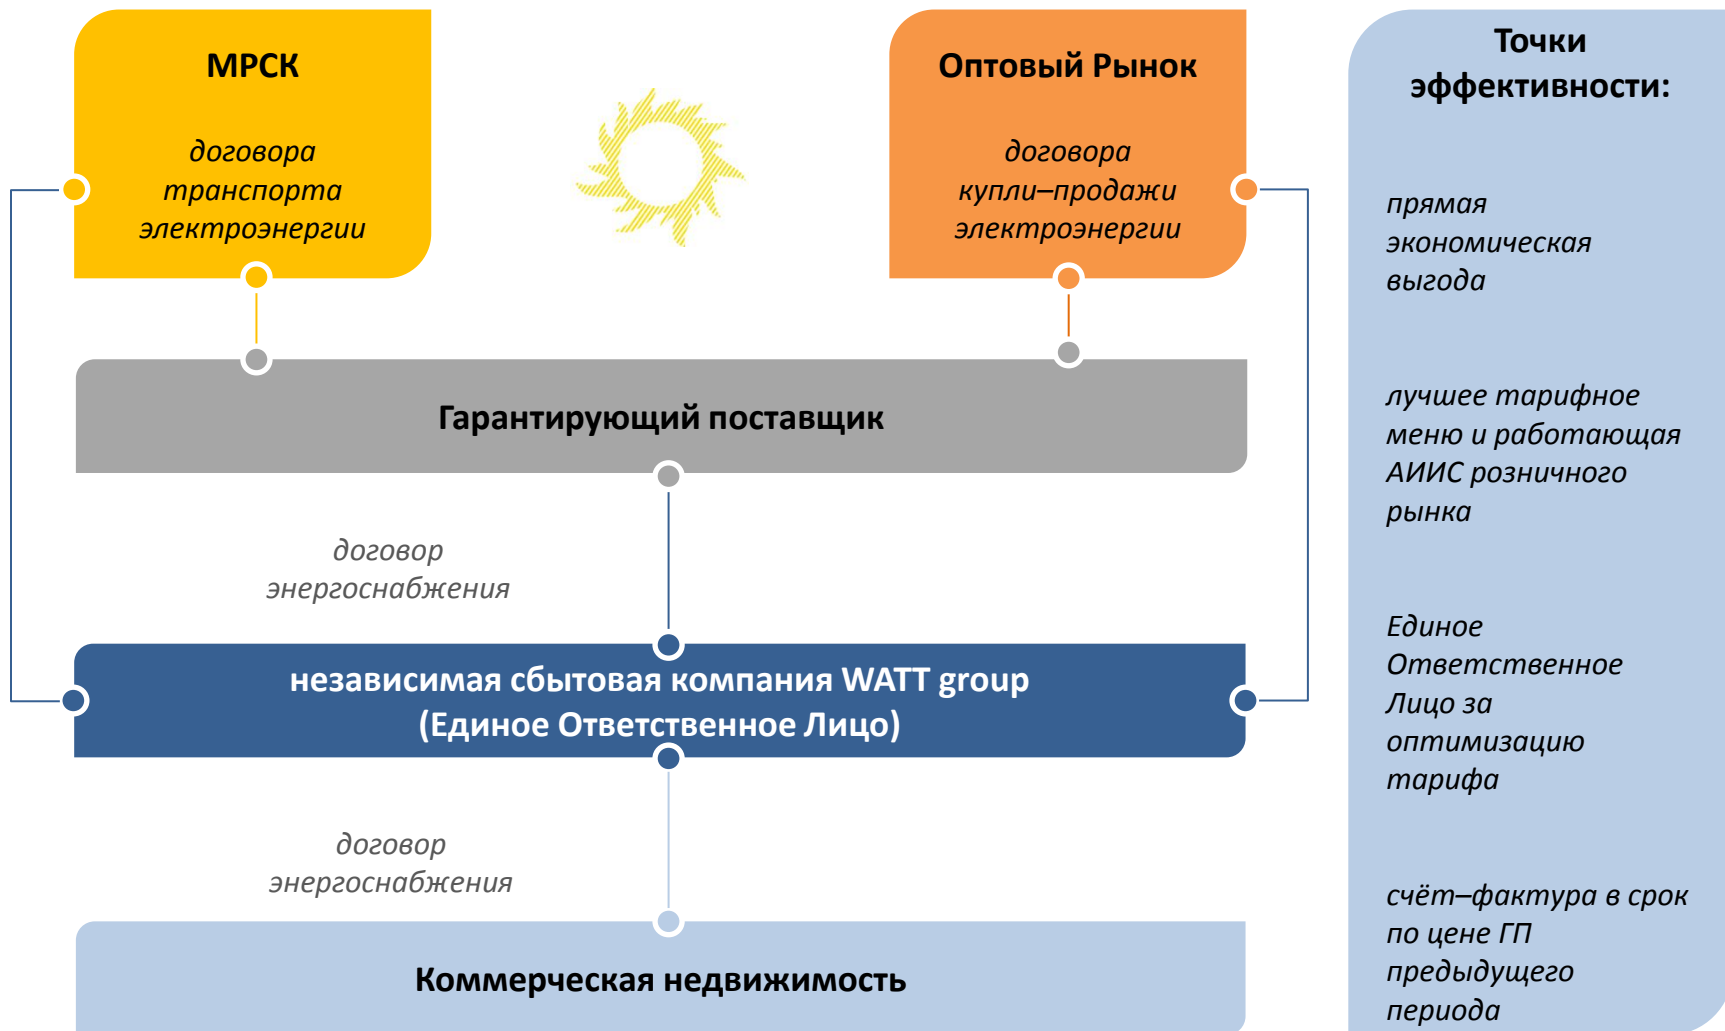 МРСК
договора
транспорта
электроэнергии
Оптовый Рынок
договора
купли–продажи
электроэнергии
Гарантирующий поставщик
договор
энергоснабжения
независимая сбытовая компания WATT group
(Единое Ответственное Лицо)
договор
энергоснабжения
Коммерческая недвижимость
Точки
эффективности:
прямая
экономическая
выгода
лучшее тарифное
меню и работающая
АИИС розничного
рынка
Единое
Ответственное
Лицо за
оптимизацию
тарифа
счёт–фактура в срок
по цене ГП
предыдущего
периода